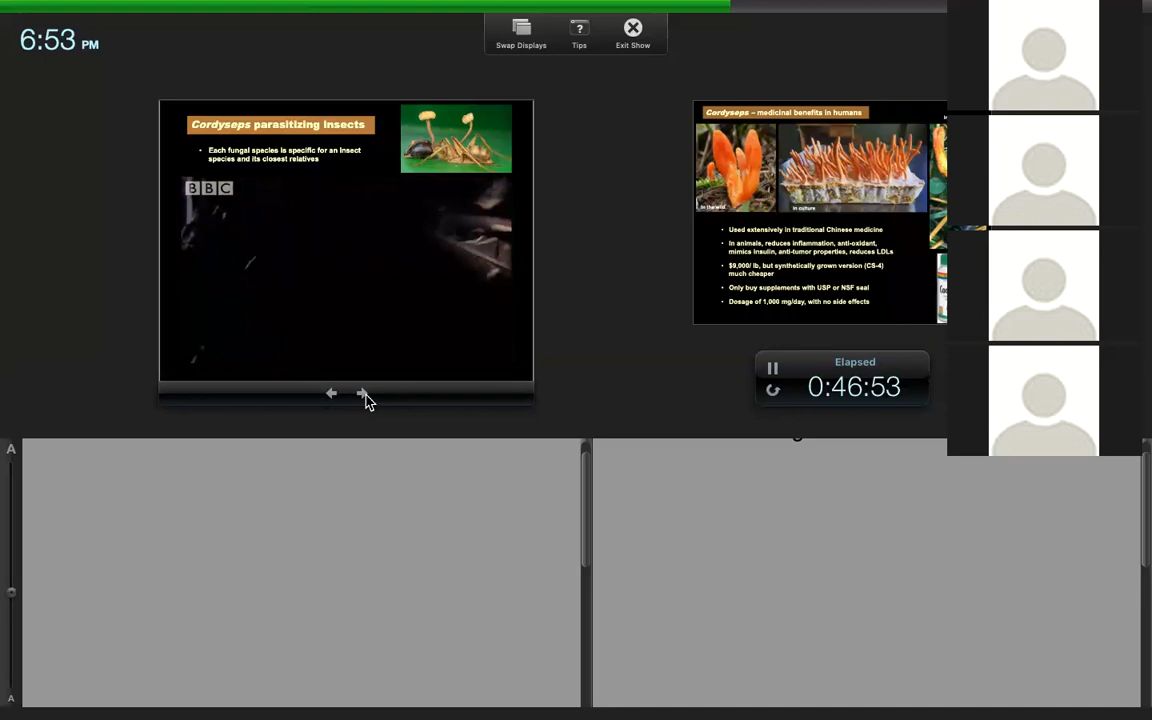 6:53 PM
Swap Displays
Tips
Exit Show
Cordyseps parasitizing insects
• Each fungal species is specific for an insect
species and its closest relatives
BBC
Cordyseps – medicinal benefits in humans
In the wild
In culture
• Used extensively in traditional Chinese medicine
• In animals, reduces inflammation, anti-oxidant,
mimics insulin, anti-tumor properties, reduces LDLs
• $9,000/ lb, but synthetically grown version (CS-4)
much cheaper
• Only buy supplements with USP or NSF seal
• Dosage of 1,000 mg/day, with no side effects
Elapsed
0:46:53
A
A